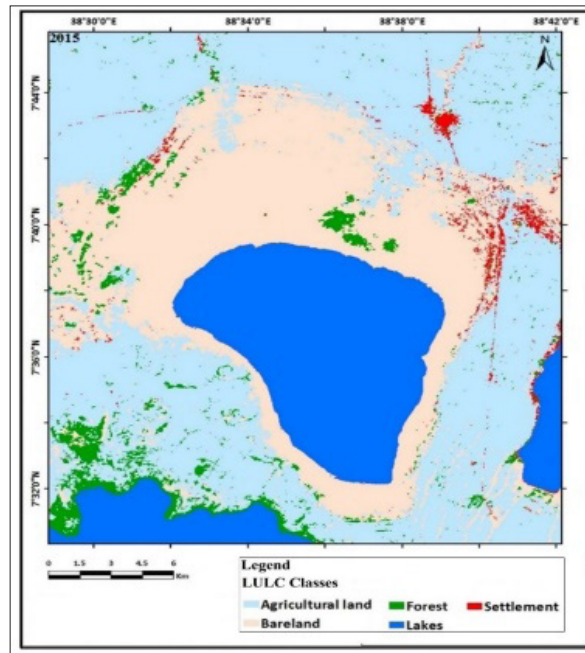 88°30'0"E 88°34'0"E 88°38'0"E 88°42'0"E
2015
N
7°44'0"N
7°40'0"N
7°36'0"N
7°32'0"N
0 1.5 3 4.5 6
Km
Legend
LULC Classes
Agricultural land Forest Settlement
Bareland Lakes